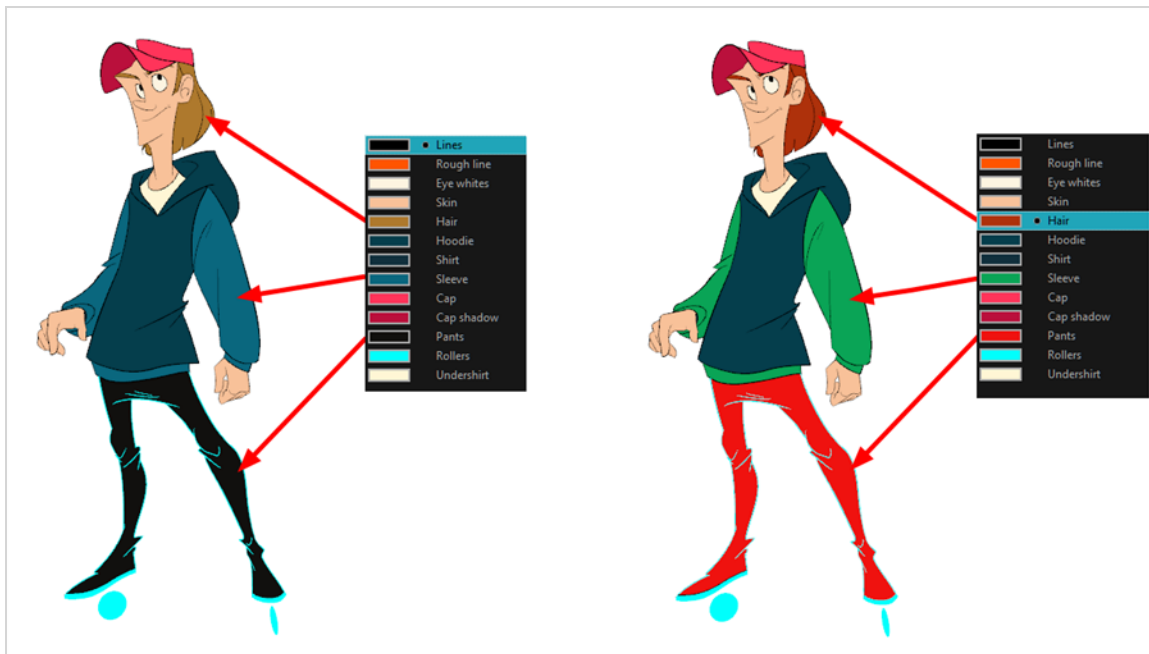 Lines
Rough line
Eye whites
Skin
Hair
Hoodie
Shirt
Sleeve
Cap
Cap shadow
Pants
Rollers
Undershirt
Lines
Rough line
Eye whites
Skin
Hair
Hoodie
Shirt
Sleeve
Cap
Cap shadow
Pants
Rollers
Undershirt